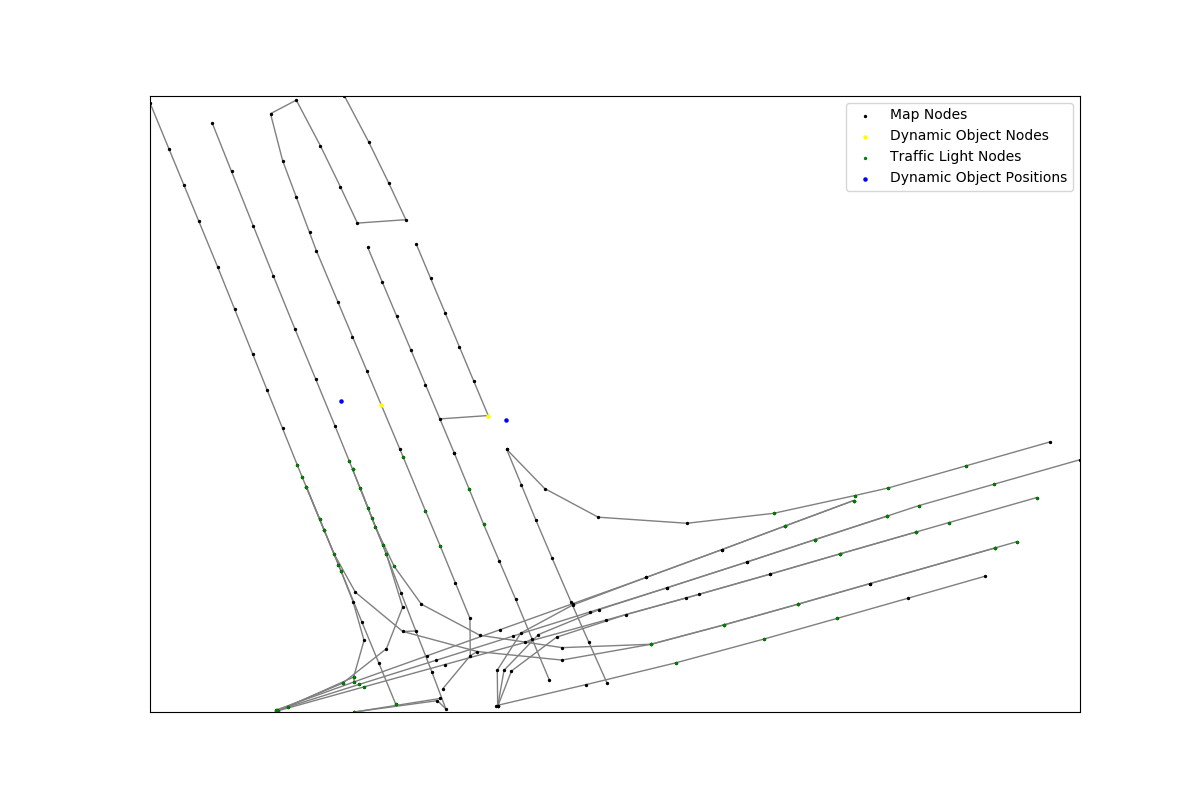 Map Nodes
Dynamic Object Nodes
Traffic Light Nodes
Dynamic Object Positions